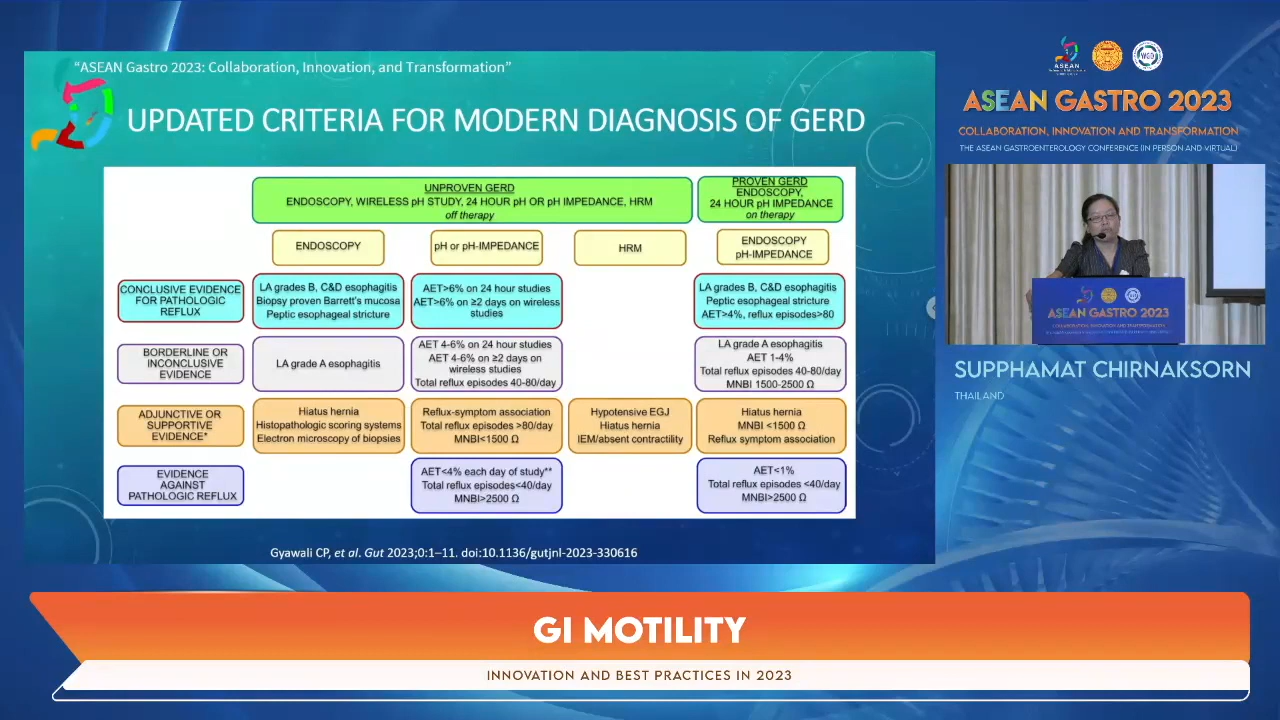 "ASEAN Gastro 2023: Collaboration, Innovation, and Transformation"
UPDATED CRITERIA FOR MODERN DIAGNOSIS OF GERD
UNPROVEN GERD
ENDOSCOPY, WIRELESS pH STUDY, 24 HOUR pH OR pH IMPEDANCE, HRM
off therapy
PROVEN GERD
ENDOSCOPY,
24 HOUR pH IMPEDANCE
on therapy
ENDOSCOPY
pH or pH-IMPEDANCE
HRM
ENDOSCOPY
pH-IMPEDANCE
CONCLUSIVE EVIDENCE
FOR PATHOLOGIC
REFLUX
LA grades B, C&D esophagitis
Biopsy proven Barrett's mucosa
Peptic esophageal stricture
AET>6% on 24 hour studies
AET>6% on ≥2 days on wireless
studies
LA grades B, C&D esophagitis
Peptic esophageal stricture
AET>4%, reflux episodes>80
BORDERLINE OR
INCONCLUSIVE
EVIDENCE
LA grade A esophagitis
AET 4-6% on 24 hour studies
AET 4-6% on ≥2 days on
wireless studies
Total reflux episodes 40-80/day
LA grade A esophagitis
AET 1-4%
Total reflux episodes 40-80/day
MNBI 1500-2500 Ω
ADJUNCTIVE OR
SUPPORTIVE
EVIDENCE*
Hiatus hernia
Histopathologic scoring systems
Electron microscopy of biopsies
Reflux-symptom association
Total reflux episodes >80/day
MNBI<1500 Ω
Hypotensive EGJ
Hiatus hernia
IEM/absent contractility
Hiatus hernia
MNBI <1500 Ω
Reflux symptom association
EVIDENCE
AGAINST
PATHOLOGIC REFLUX
AET<4% each day of study**
Total reflux episodes<40/day
MNBI>2500 Ω
AET<1%
Total reflux episodes <40/day
MNBI>2500 Ω
Gyawali CP, et al. Gut 2023;0:1–11. doi:10.1136/gutjnl-2023-330616
ASEAN
WGO
ASEAN GASTRO 2023
COLLABORATION, INNOVATION AND TRANSFORMATION
THE ASEAN GASTROENTEROLOGY CONFERENCE (IN PERSON AND VIRTUAL)
ASEAN GASTRO 2023
SUPPHAMAT CHIRNAKSORN
THAILAND
GI MOTILITY
INNOVATION AND BEST PRACTICES IN 2023